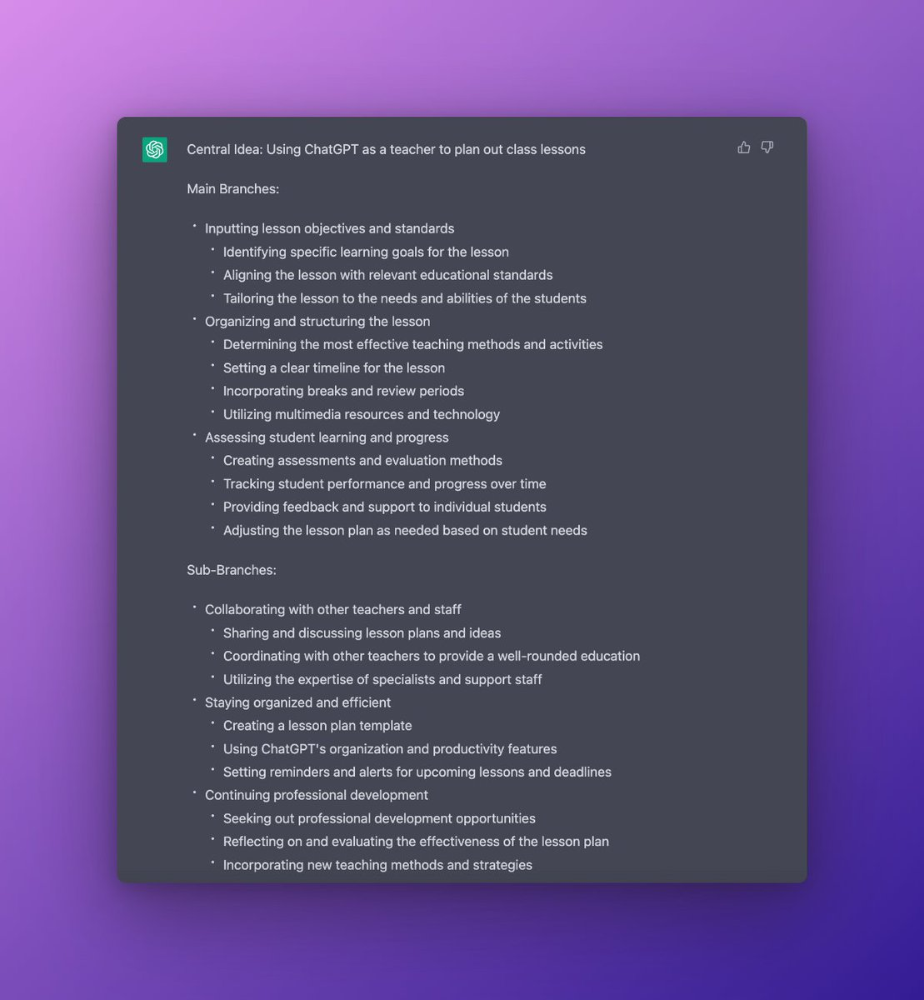 Central Idea: Using ChatGPT as a teacher to plan out class lessons
Main Branches:
• Inputting lesson objectives and standards
• Identifying specific learning goals for the lesson
• Aligning the lesson with relevant educational standards
• Tailoring the lesson to the needs and abilities of the students
• Organizing and structuring the lesson
• Determining the most effective teaching methods and activities
• Setting a clear timeline for the lesson
• Incorporating breaks and review periods
• Utilizing multimedia resources and technology
• Assessing student learning and progress
• Creating assessments and evaluation methods
• Tracking student performance and progress over time
• Providing feedback and support to individual students
• Adjusting the lesson plan as needed based on student needs
Sub-Branches:
• Collaborating with other teachers and staff
• Sharing and discussing lesson plans and ideas
• Coordinating with other teachers to provide a well-rounded education
• Utilizing the expertise of specialists and support staff
• Staying organized and efficient
• Creating a lesson plan template
• Using ChatGPT's organization and productivity features
• Setting reminders and alerts for upcoming lessons and deadlines
• Continuing professional development
• Seeking out professional development opportunities
• Reflecting on and evaluating the effectiveness of the lesson plan
• Incorporating new teaching methods and strategies